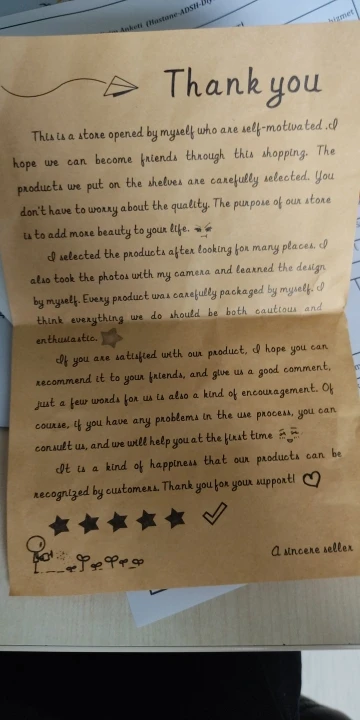 Anketi (Hastane ADSH-DO
hizmet
Thank you
This is a store opened by myself who are self-motivated .I
hope we can become friends through this shopping. The
products we put on the shelves are carefully selected. You
don't have to worry about the quality. The purpose of our store
is to add more beauty to your life.
I selected the products after looking for many places. I
also took the photos with my camera and learned the design
by myself. Every product was carefully packaged by myself. I
think everything we do should be both cautious and
enthusiastic.
If you are satisfied with our product, I hope you can
recommend it to your friends, and give us a good comment,
just a few words for us is also a kind of encouragement. Of
course, if you have any problems in the use process, you can
consult us, and we will help you at the first time
It is a kind of happiness that our products can be
recognized by customers. Thank you for your support!
A sincere seller